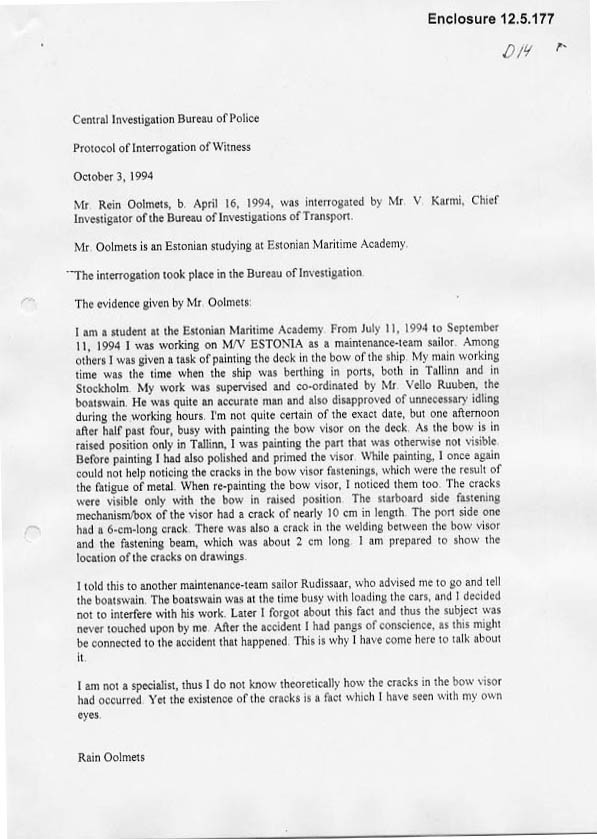 Enclosure 12.5.177
D14
Central Investigation Bureau of Police
Protocol of Interrogation of Witness
October 3, 1994
Mr. Rein Oolmets, b. April 16, 1994, was interrogated by Mr. V. Karmi, Chief
Investigator of the Bureau of Investigations of Transport.
Mr. Oolmets is an Estonian studying at Estonian Maritime Academy.
The interrogation took place in the Bureau of Investigation.
The evidence given by Mr. Oolmets:
I am a student at the Estonian Maritime Academy. From July 11, 1994 to September
11, 1994 I was working on M/V ESTONIA as a maintenance-team sailor. Among
others I was given a task of painting the deck in the bow of the ship. My main working
time was the time when the ship was berthing in ports, both in Tallinn and in
Stockholm. My work was supervised and co-ordinated by Mr. Vello Ruuben, the
boatswain. He was quite an accurate man and also disapproved of unnecessary idling
during the working hours. I'm not quite certain of the exact date, but one afternoon
after half past four, busy with painting the bow visor on the deck. As the bow is in
raised position only in Tallinn, I was painting the part that was otherwise not visible.
Before painting I had also polished and primed the visor. While painting, I once again
could not help noticing the cracks in the bow visor fastenings, which were the result of
the fatigue of metal. When re-painting the bow visor, I noticed them too. The cracks
were visible only with the bow in raised position. The starboard side fastening
mechanism/box of the visor had a crack of nearly 10 cm in length. The port side one
had a 6-cm-long crack. There was also a crack in the welding between the bow visor
and the fastening beam, which was about 2 cm long. I am prepared to show the
location of the cracks on drawings.
I told this to another maintenance-team sailor Rudissaar, who advised me to go and tell
the boatswain. The boatswain was at the time busy with loading the cars, and I decided
not to interfere with his work. Later I forgot about this fact and thus the subject was
never touched upon by me. After the accident I had pangs of conscience, as this might
be connected to the accident that happened. This is why I have come here to talk about
it.
I am not a specialist, thus I do not know theoretically how the cracks in the bow visor
had occurred. Yet the existence of the cracks is a fact which I have seen with my own
eyes.
Rain Oolmets